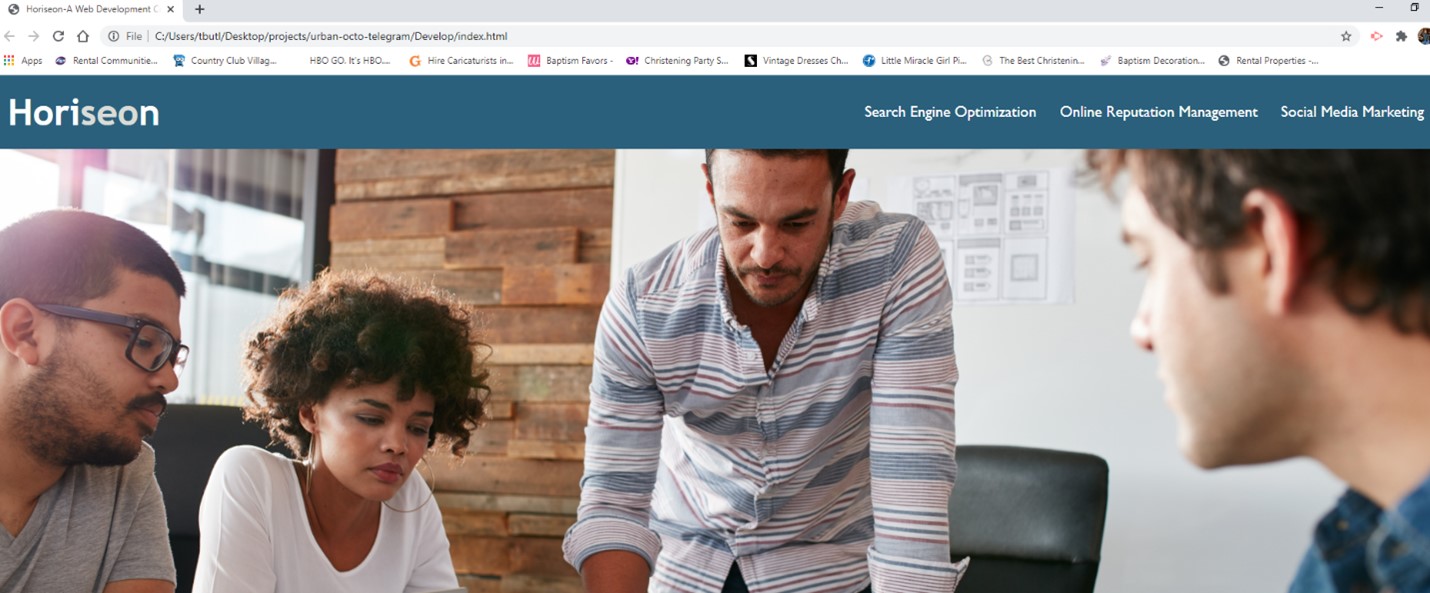 Horiseon-A Web Development C
File C:/Users/tbutl/Desktop/projects/urban-octo-telegram/Develop/index.html
Apps Rental Communitie... Country Club Villag... HBO GO. It's HBO.... Hire Caricaturists in... Baptism Favors - Christening Party S... Vintage Dresses Ch... Little Miracle Girl Pi... The Best Christenin... Baptism Decoration... Rental Properties -...
Horiseon Search Engine Optimization Online Reputation Management Social Media Marketing